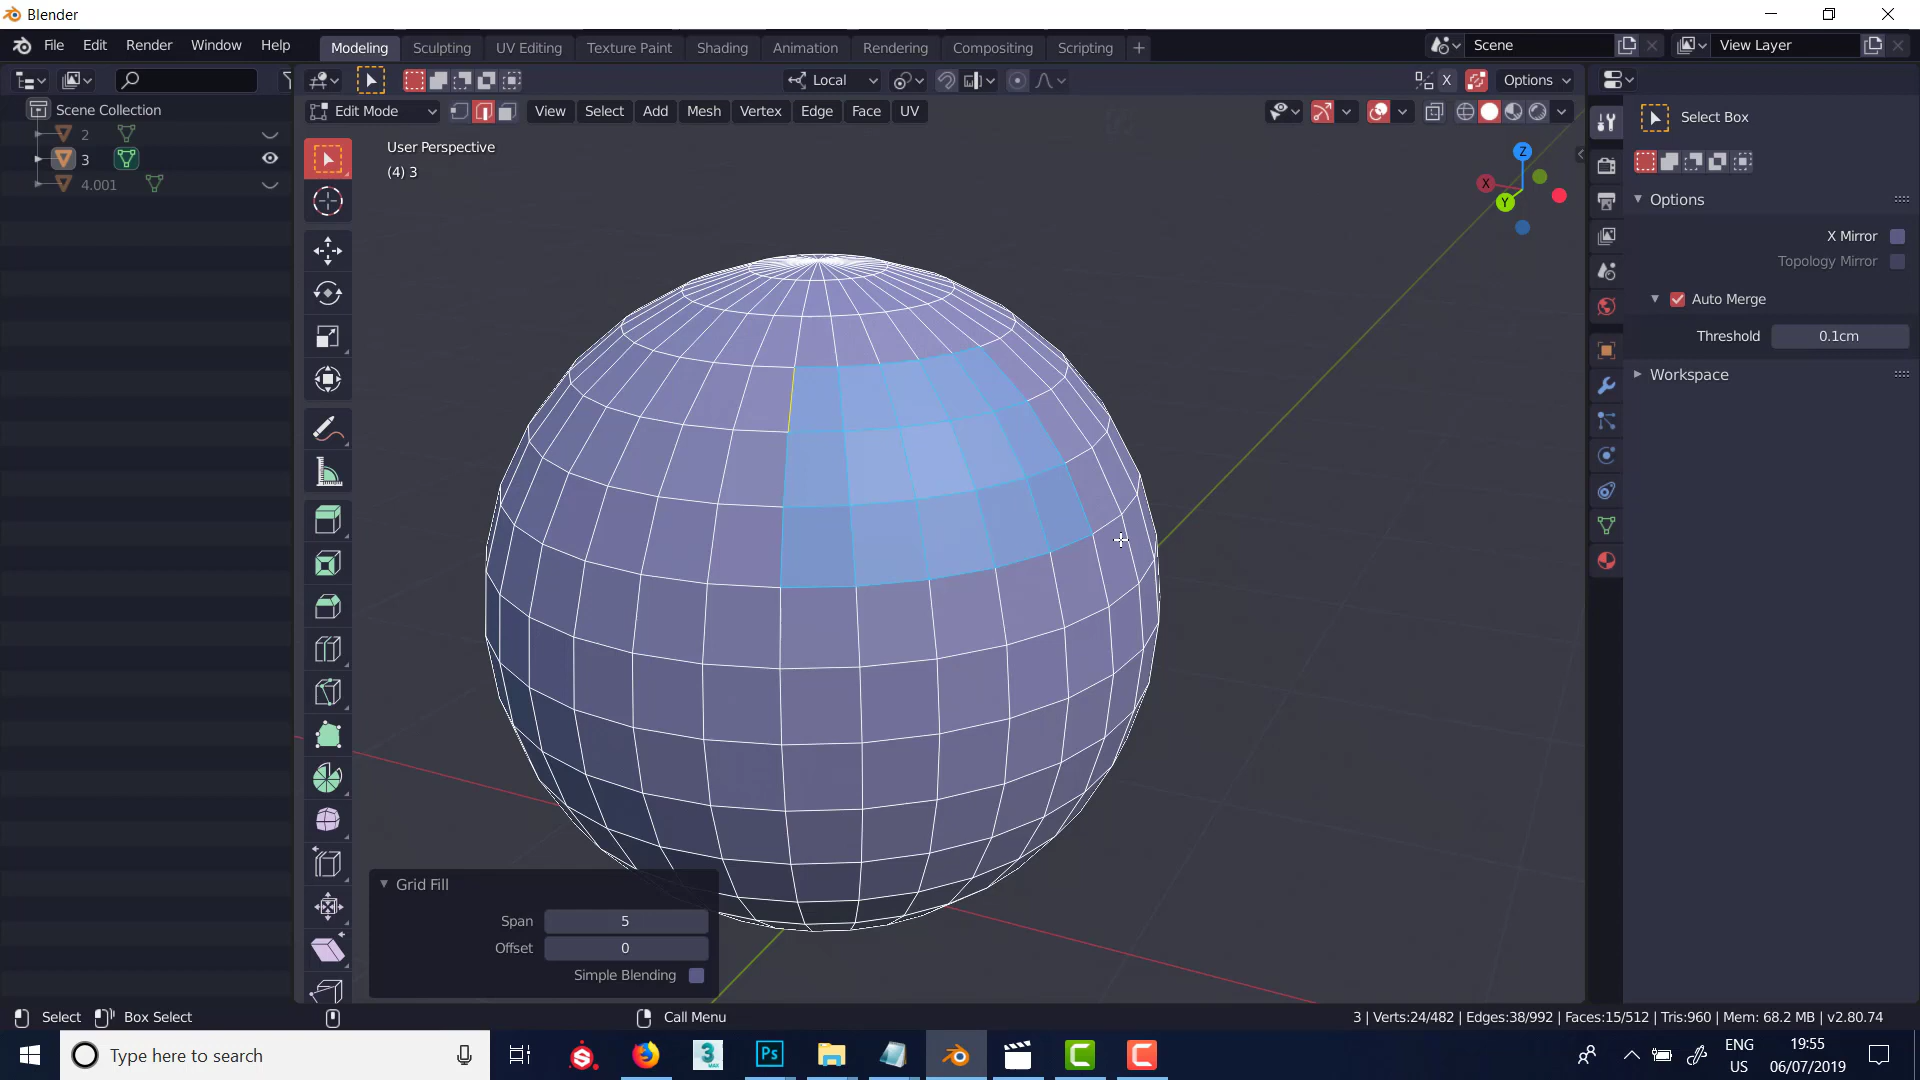 Blender
File Edit Render Window Help
Modeling Sculpting UV Editing Texture Paint Shading Animation Rendering Compositing Scripting +
Scene
View Layer
Local
X
Options
Scene Collection
Edit Mode
View Select Add Mesh Vertex Edge Face UV
Select Box
2
3
4.001
User Perspective
(4) 3
Z
X
Y
Options
X Mirror
Topology Mirror
Auto Merge
Threshold 0.1cm
Workspace
Grid Fill
Span 5
Offset 0
Simple Blending
Select Box Select Call Menu
3 | Verts:24/482 | Edges:38/992 | Faces:15/512 | Tris:960 | Mem: 68.2 MB | v2.80.74
Type here to search
3
MAX
Ps
C
C
ENG
US
19:55
06/07/2019